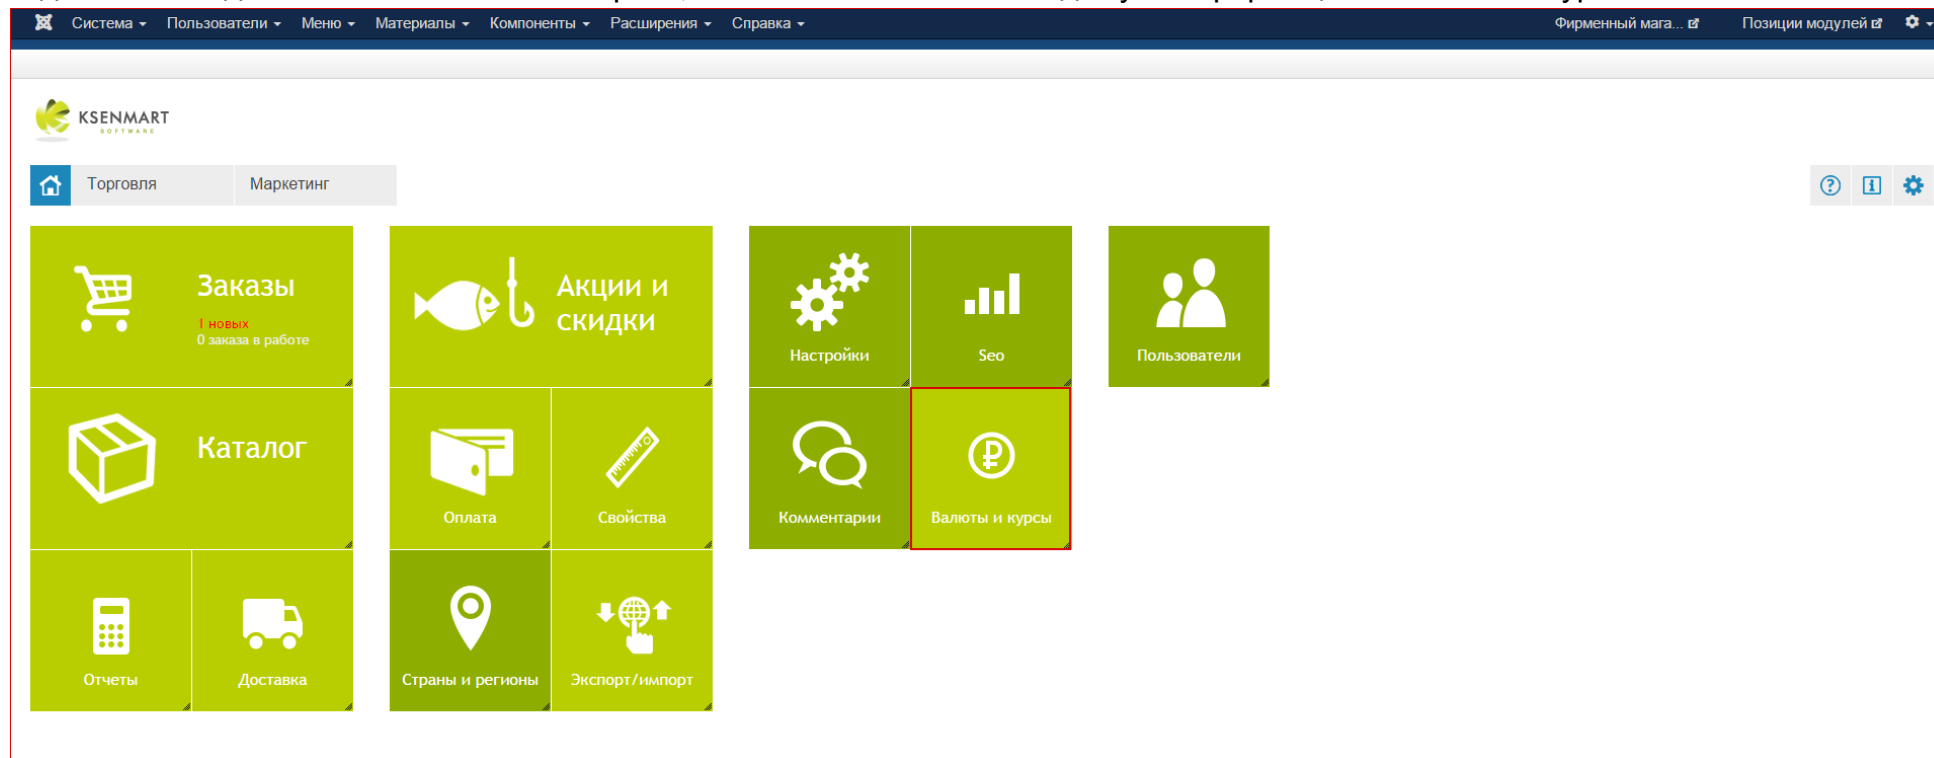 Система Пользователи Меню Материалы Компоненты Расширения Справка Фирменный мага... Позиции модулей
KSENMART
SOFTWARE
Торговля Маркетинг
Заказы
1 новых
0 заказа в работе
Акции и
скидки
Настройки
Seo
Пользователи
Каталог
Оплата
Свойства
Комментарии
Валюты и курсы
Отчеты
Доставка
Страны и регионы
Экспорт/импорт